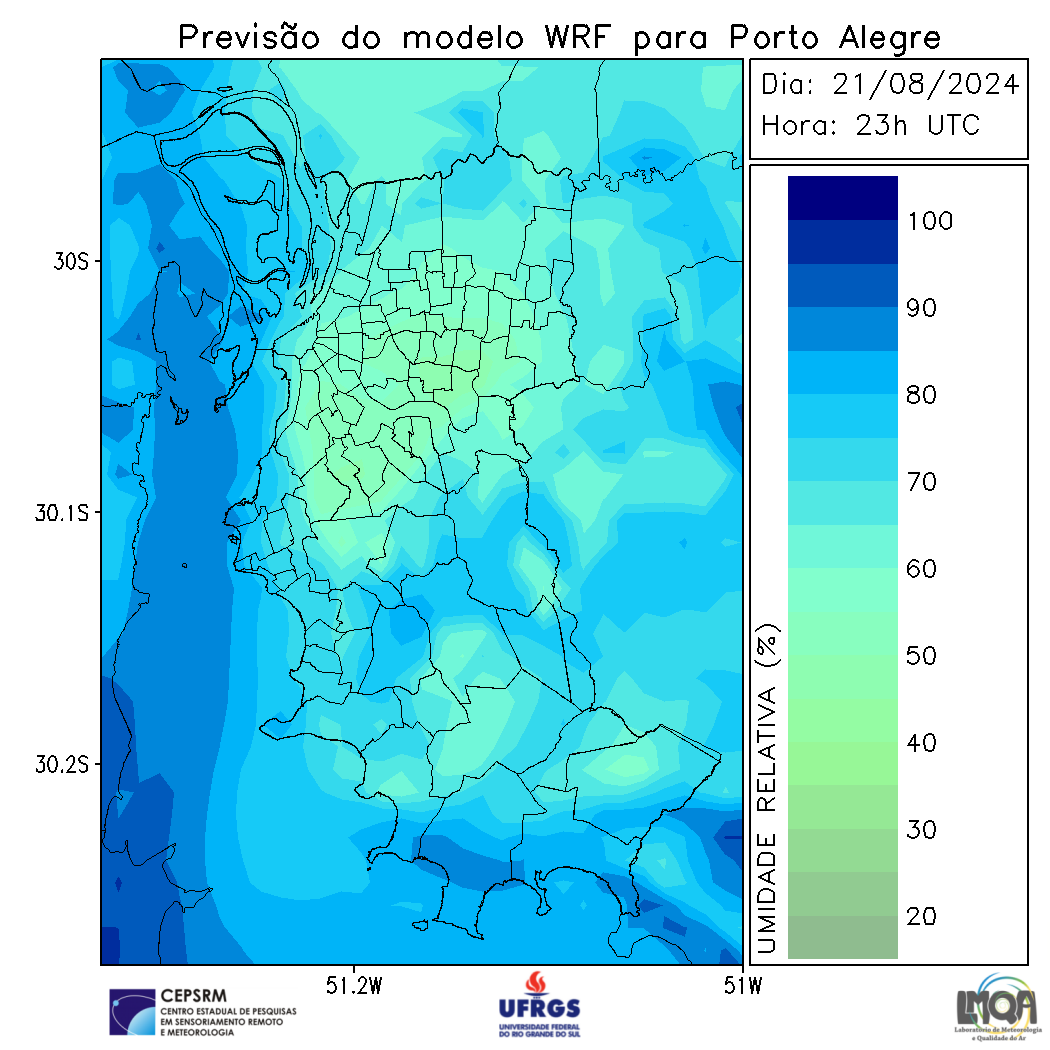 Previsão do modelo WRF para Porto Alegre
Dia: 21/08/2024
Hora: 23h UTC
100
90
80
70
60
50
40
30
20
UMIDADE RELATIVA (%)
30S
30.1S
30.2S
51.2W
51W
CEPSRM
CENTRO ESTADUAL DE PESQUISAS
EM SENSORIAMENTO REMOTO
E METEOROLOGIA
UFRGS
UNIVERSIDADE FEDERAL
DO RIO GRANDE DO SUL
LMQA
Laboratório de Meteorologia
e Qualidade do Ar